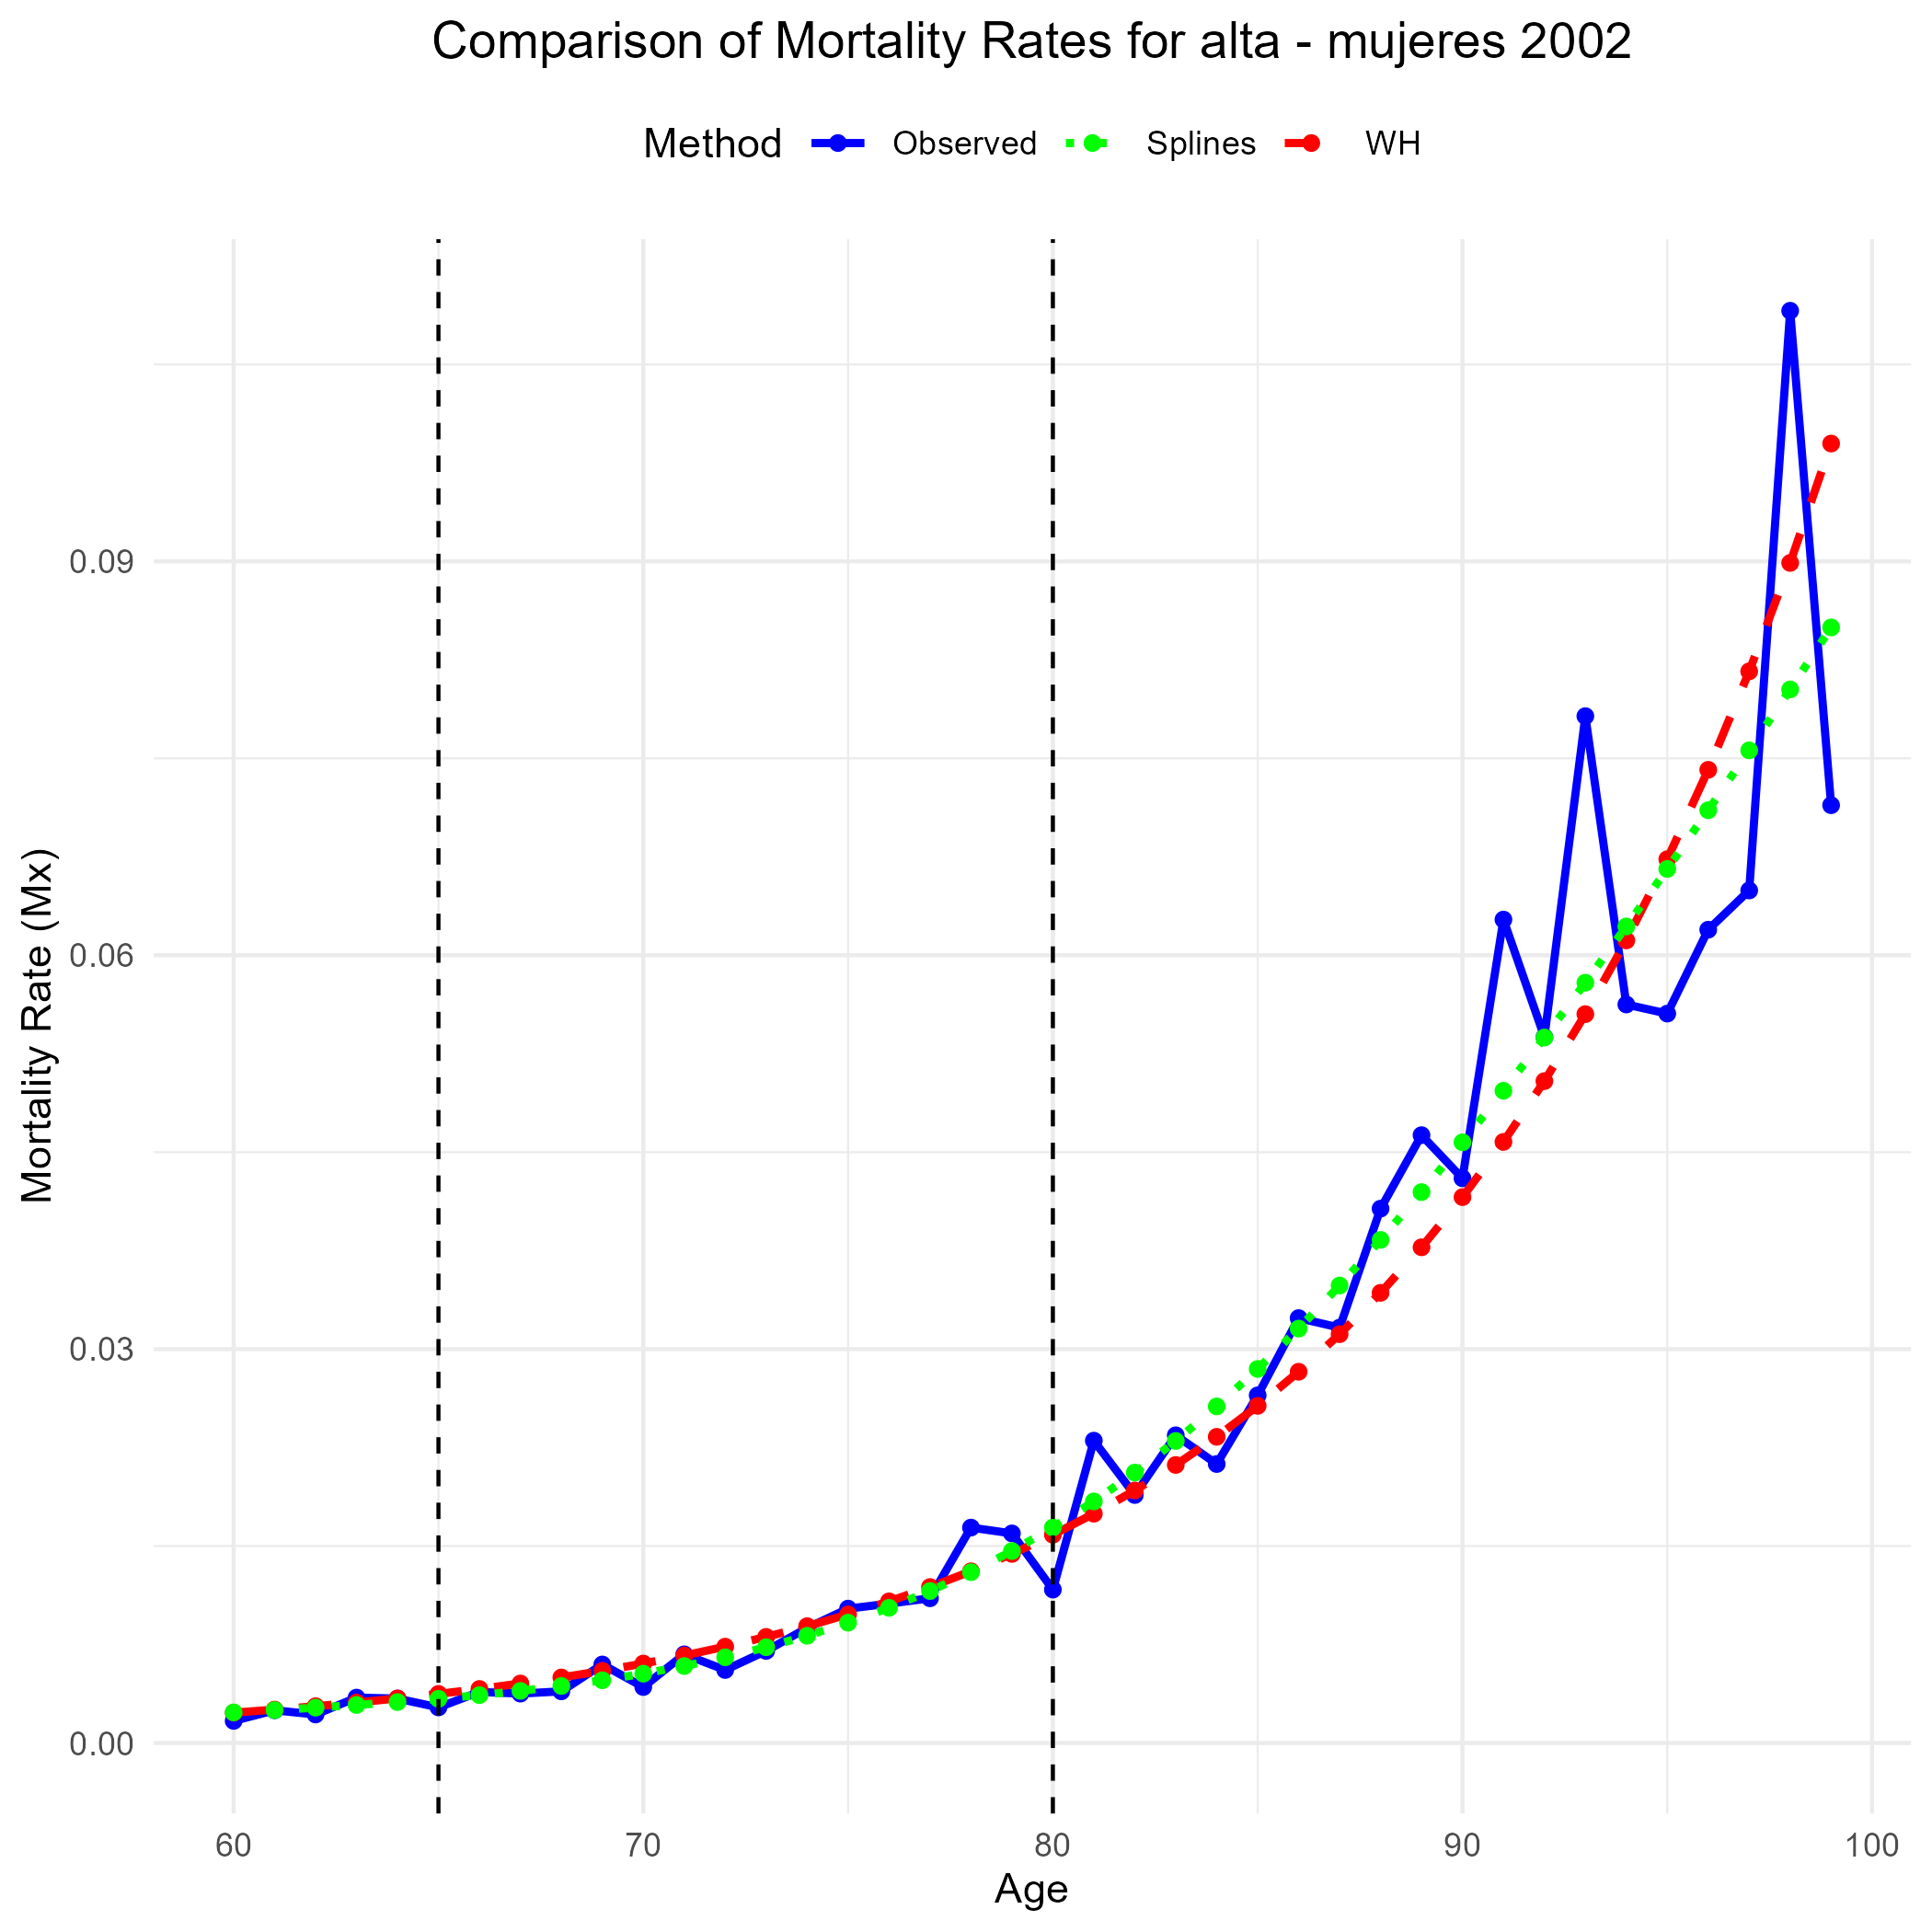 Comparison of Mortality Rates for alta - mujeres 2002
Method Observed Splines WH
Mortality Rate (Mx)
0.09
0.06
0.03
0.00
60 70 80 90 100
Age